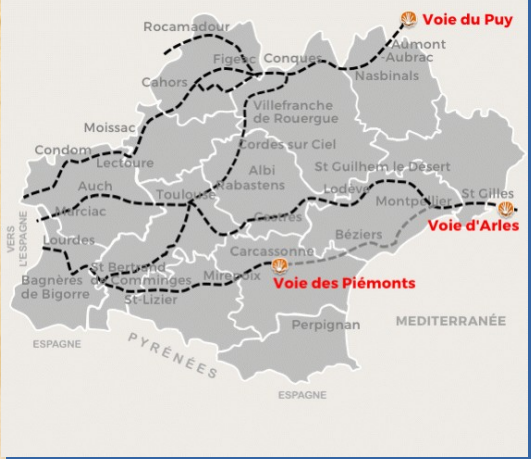 Voie du Puy
Rocamadour
Aumont
-Aubrac
Figeac
Conques
Nasbinals
Cahors
Villefranche
de Rouergue
Moissac
Cordes sur Ciel
Condom
Lectoure
Albi
St Guilhem le Désert
Auch
Toulouse
Rabastens
Lodève
Montpellier
St Gilles
Marciac
Castres
Voie d'Arles
VERS
L'ESPAGNE
Lourdes
Béziers
Carcassonne
St Bertrand
de Comminges
Bagnères
de Bigorre
Mirepoix
Voie des Piémonts
St-Lizier
Perpignan
MEDITERRANÉE
ESPAGNE
PYRÉNÉES
ESPAGNE